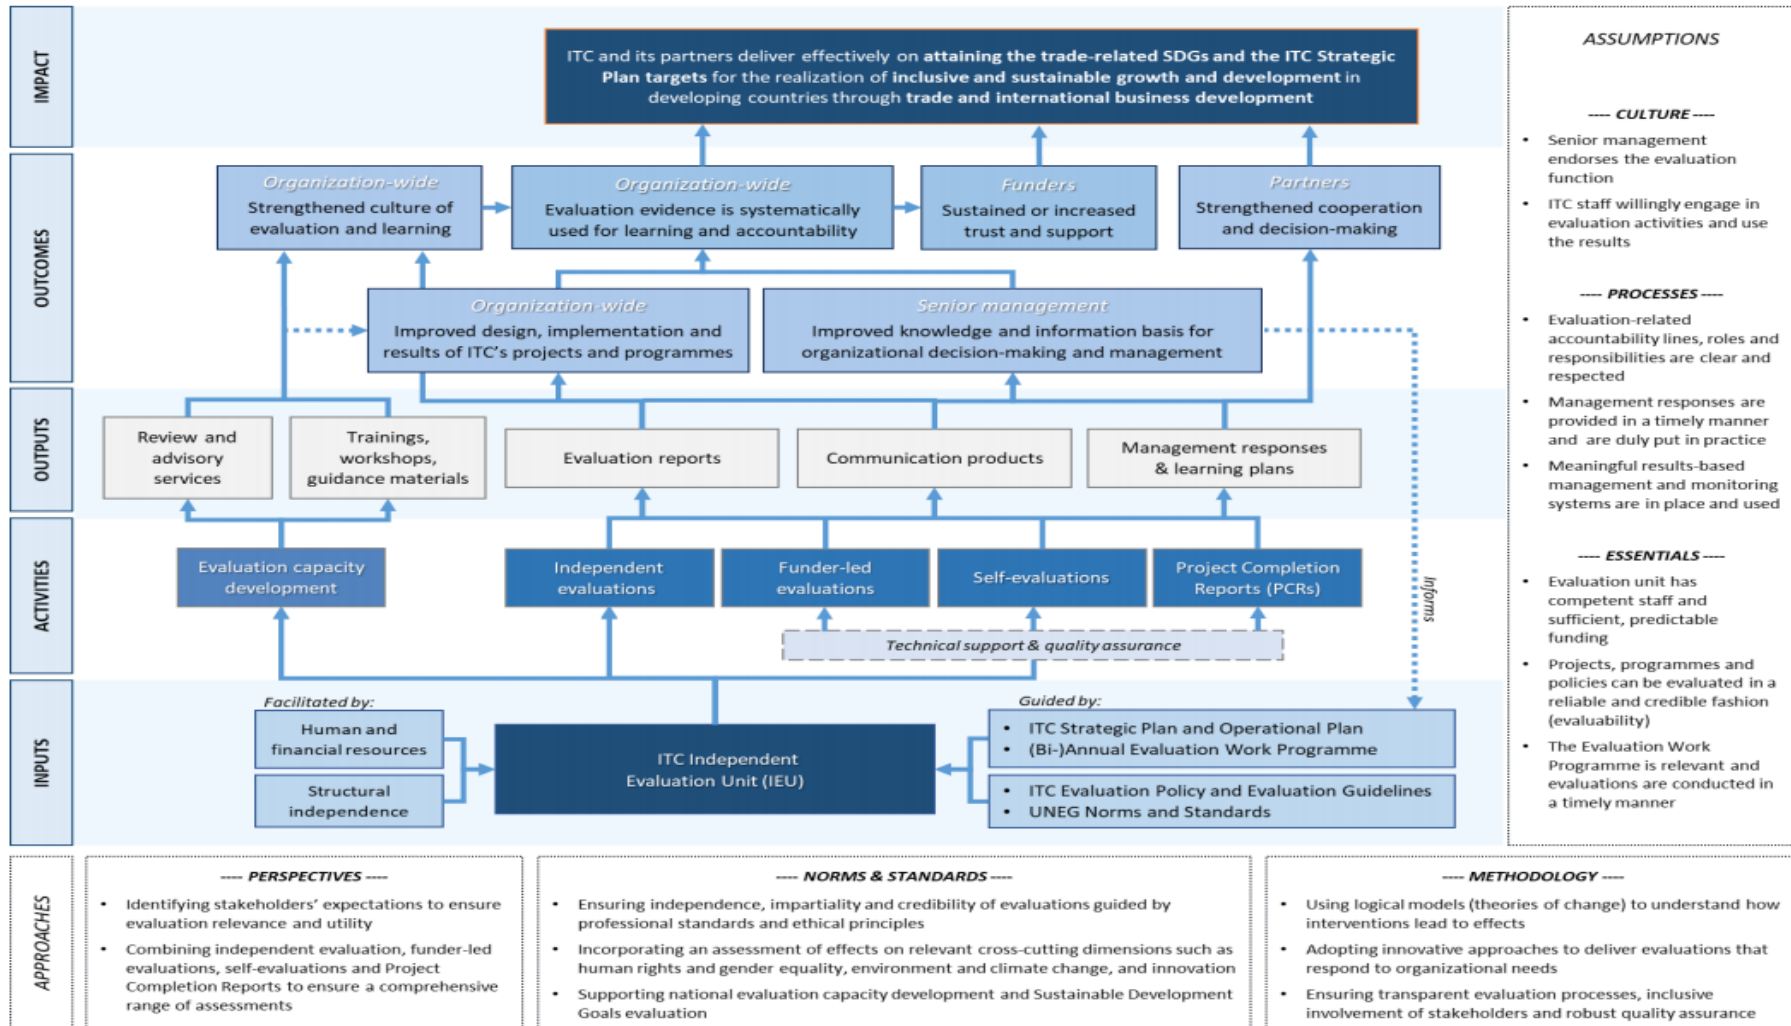 IMPACT
ITC and its partners deliver effectively on attaining the trade-related SDGs and the ITC Strategic
Plan targets for the realization of inclusive and sustainable growth and development in
developing countries through trade and international business development
OUTCOMES
Organization-wide
Strengthened culture of
evaluation and learning
Organization-wide
Evaluation evidence is systematically
used for learning and accountability
Funders
Sustained or increased
trust and support
Partners
Strengthened cooperation
and decision-making
Organization-wide
Improved design, implementation and
results of ITC's projects and programmes
Senior management
Improved knowledge and information basis for
organizational decision-making and management
OUTPUTS
Review and
advisory
services
Trainings,
workshops,
guidance materials
Evaluation reports
Communication products
Management responses
& learning plans
ACTIVITIES
Evaluation capacity
development
Independent
evaluations
Funder-led
evaluations
Self-evaluations
Project Completion
Reports (PCRs)
Technical support & quality assurance
Informs
INPUTS
Facilitated by:
Human and
financial resources
Structural
independence
ITC Independent
Evaluation Unit (IEU)
Guided by:
• ITC Strategic Plan and Operational Plan
• (Bi-)Annual Evaluation Work Programme
• ITC Evaluation Policy and Evaluation Guidelines
• UNEG Norms and Standards
ASSUMPTIONS
---- CULTURE ----
• Senior management
endorses the evaluation
function
• ITC staff willingly engage in
evaluation activities and use
the results
---- PROCESSES ----
• Evaluation-related
accountability lines, roles and
responsibilities are clear and
respected
• Management responses are
provided in a timely manner
and are duly put in practice
• Meaningful results-based
management and monitoring
systems are in place and used
---- ESSENTIALS ----
• Evaluation unit has
competent staff and
sufficient, predictable
funding
• Projects, programmes and
policies can be evaluated in a
reliable and credible fashion
(evaluability)
• The Evaluation Work
Programme is relevant and
evaluations are conducted in
a timely manner
APPROACHES
---- PERSPECTIVES ----
• Identifying stakeholders' expectations to ensure
evaluation relevance and utility
• Combining independent evaluation, funder-led
evaluations, self-evaluations and Project
Completion Reports to ensure a comprehensive
range of assessments
---- NORMS & STANDARDS ----
• Ensuring independence, impartiality and credibility of evaluations guided by
professional standards and ethical principles
• Incorporating an assessment of effects on relevant cross-cutting dimensions such as
human rights and gender equality, environment and climate change, and innovation
• Supporting national evaluation capacity development and Sustainable Development
Goals evaluation
---- METHODOLOGY ----
• Using logical models (theories of change) to understand how
interventions lead to effects
• Adopting innovative approaches to deliver evaluations that
respond to organizational needs
• Ensuring transparent evaluation processes, inclusive
involvement of stakeholders and robust quality assurance